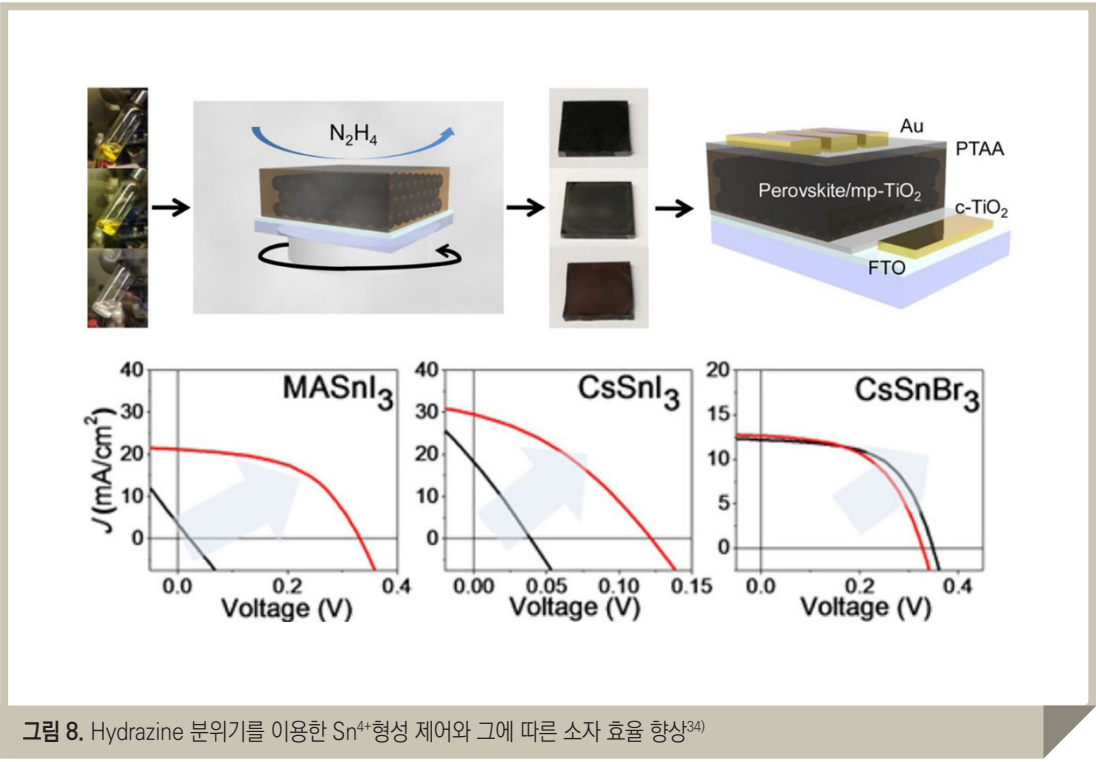 N₂H₄
Au
PTAA
Perovskite/mp-TiO₂
c-TiO₂
FTO
MASnI₃
40
30
20
10
0
J (mA/cm²)
0.0 0.2 0.4
Voltage (V)
CsSnI₃
40
30
20
10
0
0.00 0.05 0.10 0.15
Voltage (V)
CsSnBr₃
20
15
10
5
0
0.0 0.2 0.4
Voltage (V)
그림 8. Hydrazine 분위기를 이용한 Sn⁴⁺형성 제어와 그에 따른 소자 효율 향상³⁴⁾